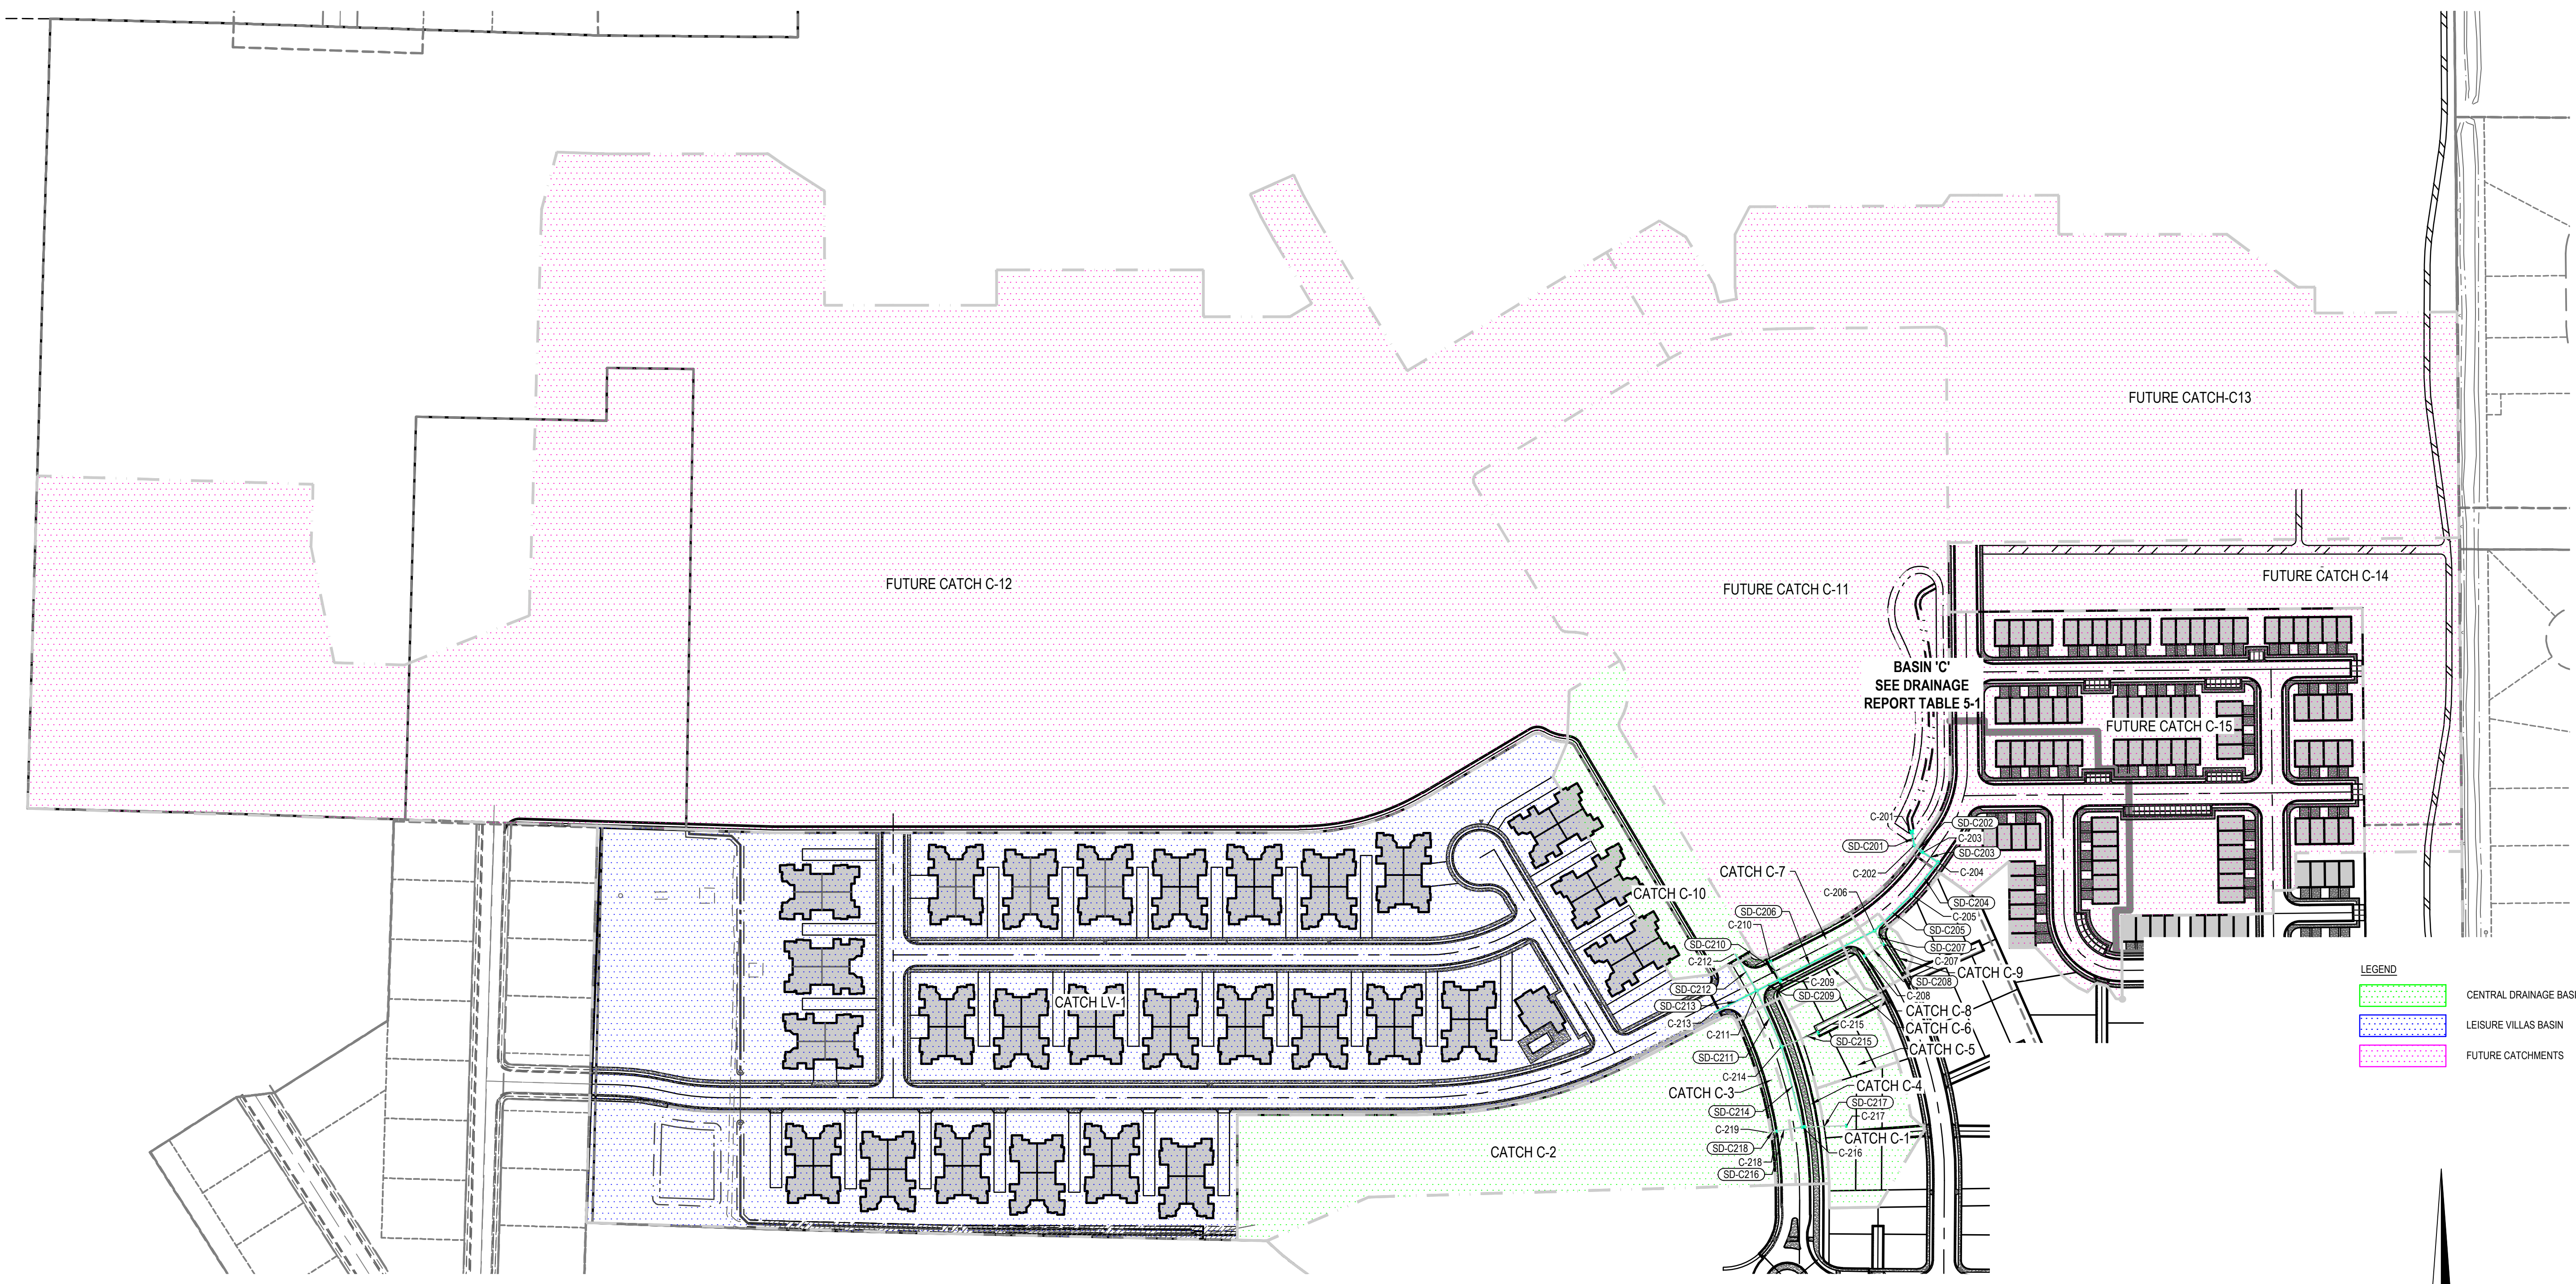 FUTURE CATCH-C13
FUTURE CATCH C-12
FUTURE CATCH C-11
FUTURE CATCH C-14
BASIN 'C'
SEE DRAINAGE
REPORT TABLE 5-1
FUTURE CATCH C-15
C-201
SD-C202
C-203
SD-C201
SD-C203
CATCH C-7
C-202
C-204
CATCH C-10
C-206
SD-C204
SD-C206
C-205
C-210
SD-C205
SD-C210
SD-C207
C-212
C-207
CATCH C-9
C-209
SD-C208
SD-C212
SD-C209
C-208
CATCH LV-1
SD-C213
CATCH C-8
C-213
C-215
CATCH C-6
C-211
SD-C215
CATCH C-5
SD-C211
C-214
CATCH C-4
CATCH C-3
SD-C217
SD-C214
C-217
C-219
CATCH C-1
SD-C218
C-216
CATCH C-2
C-218
SD-C216
LEGEND
CENTRAL DRAINAGE BASI
LEISURE VILLAS BASIN
FUTURE CATCHMENTS